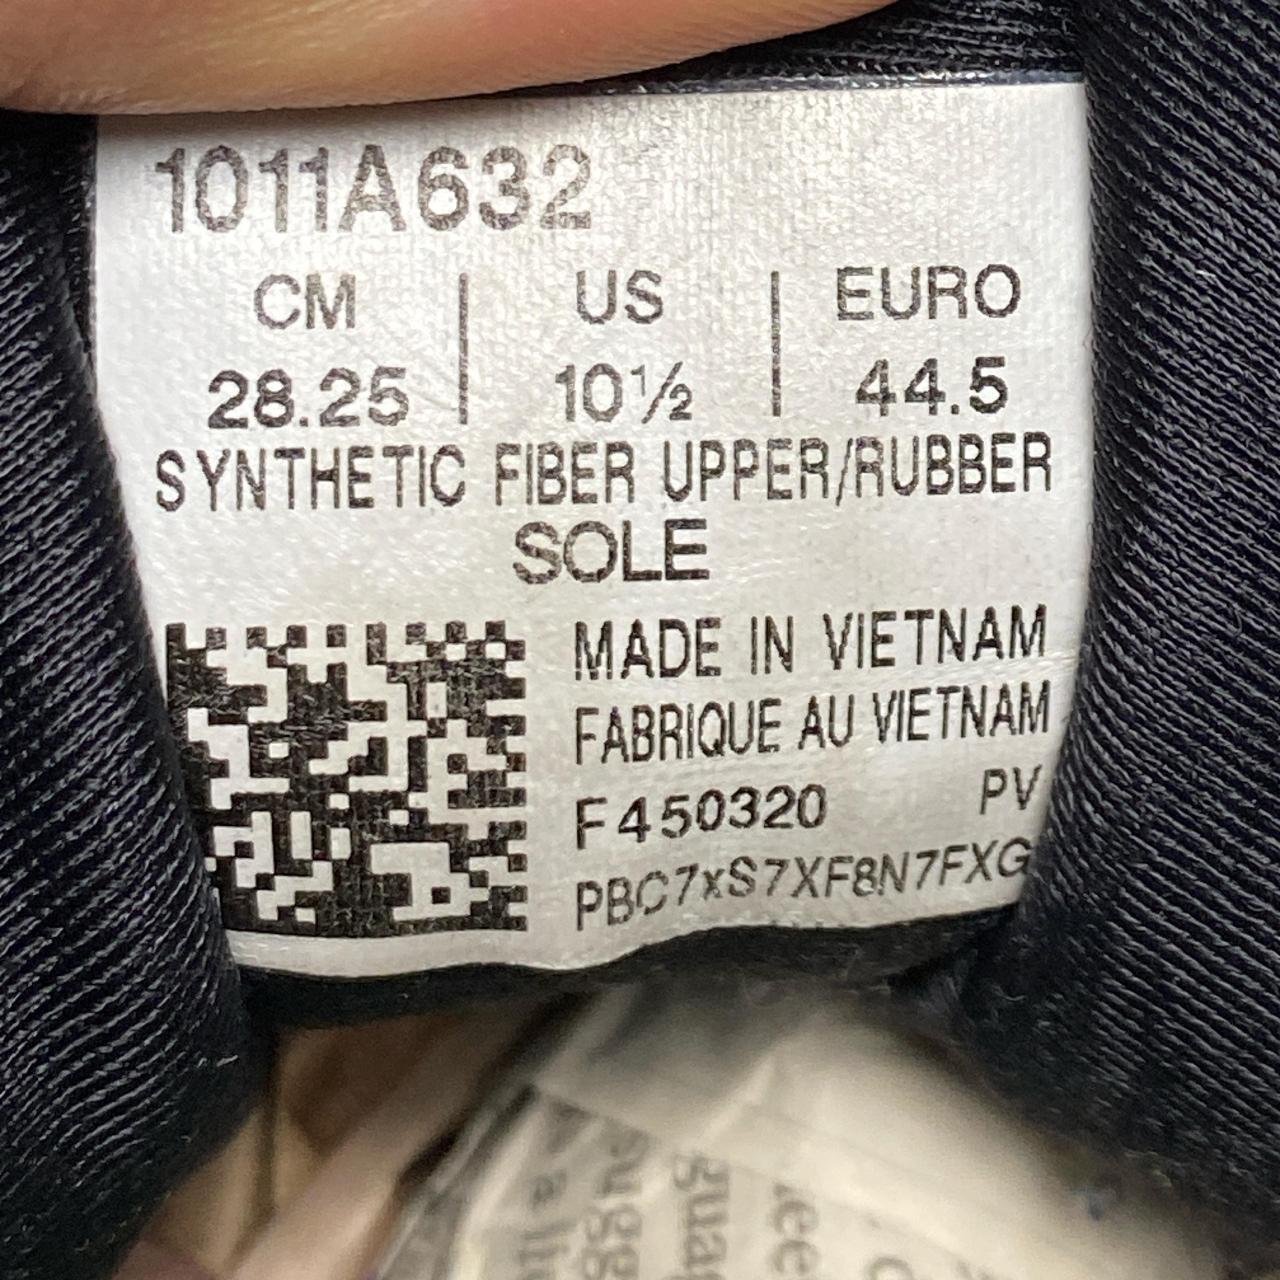 1011A632
CM | US | EURO
28.25 | 10½ | 44.5
SYNTHETIC FIBER UPPER/RUBBER
SOLE
MADE IN VIETNAM
FABRIQUE AU VIETNAM
F450320 PV
PBC7xS7XF8N7FXG